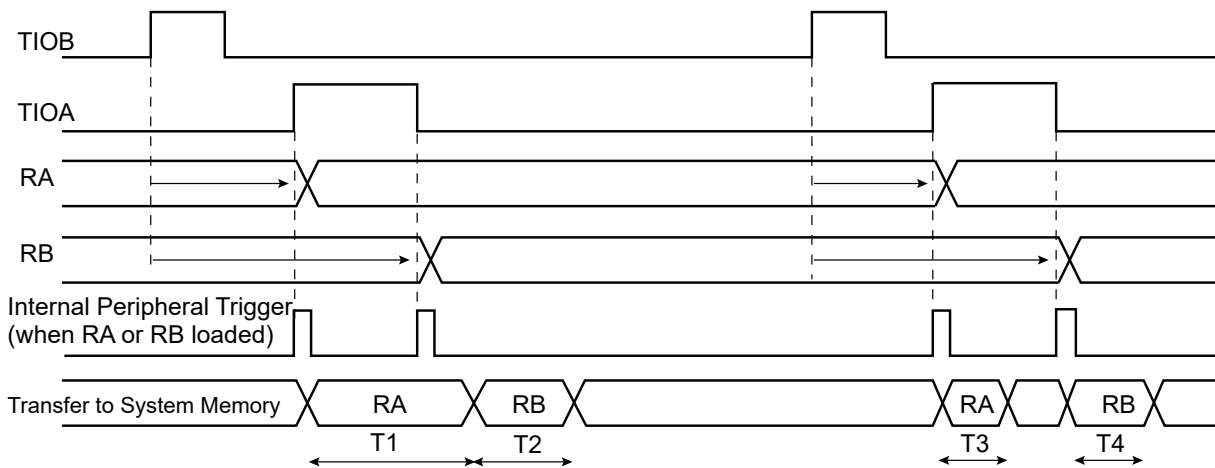 TIOB
TIOA
RA
RB
Internal Peripheral Trigger
(when RA or RB loaded)
Transfer to System Memory RA RB RA RB
T1 T2 T3 T4